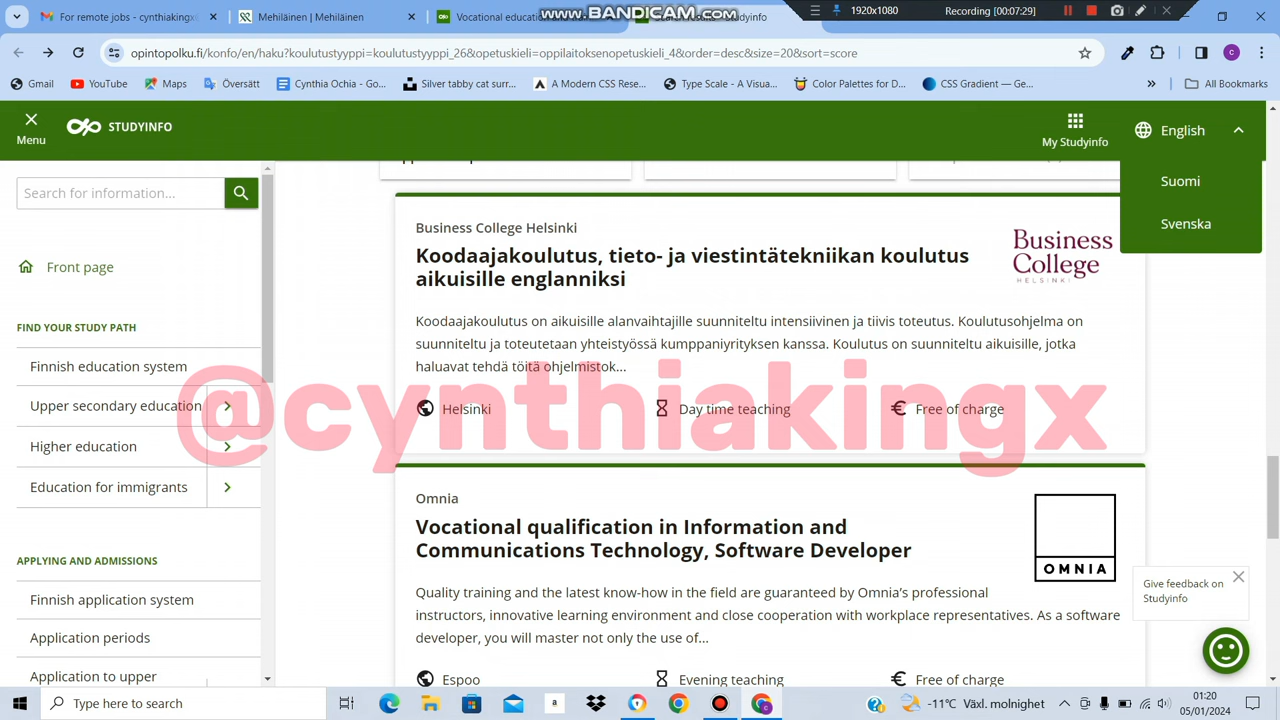 Mehiläinen jobs
Mehiläinen | Mehiläinen
Vocational educati
Studyinfo
WWW.BANDICAM.COM
1920x1080
Recording [00:07:29]
opintopolku.fi/konfo/en/haku?koulutustyyppi=koulutustyyppi_26&opetuskieli=oppilaitoksenopetuskieli_4&order=desc&size=20&sort=score
c
Gmail
YouTube
Maps
Översätt
Cynthia Ochia - Go...
Silver tabby cat surr...
A Modern CSS Rese...
Type Scale - A Visua...
Color Palettes for D...
CSS Gradient — Ge...
»
All Bookmarks
Menu
STUDYINFO
My Studyinfo
English
Suomi
Svenska
Search for information...
Front page
FIND YOUR STUDY PATH
Finnish education system
Upper secondary education
Higher education
Education for immigrants
APPLYING AND ADMISSIONS
Finnish application system
Application periods
Application to upper
Business College Helsinki
Koodaajakoulutus, tieto- ja viestintätekniikan koulutus
aikuisille englanniksi
Business
College
HELSINKI
Koodaajakoulutus on aikuisille alanvaihtajille suunniteltu intensiivinen ja tiivis toteutus. Koulutusohjelma on
suunniteltu ja toteutetaan yhteistyössä kumppaniyrityksen kanssa. Koulutus on suunniteltu aikuisille, jotka
haluavat tehdä töitä ohjelmistok...
Helsinki
Day time teaching
Free of charge
@cynthiakingx
Omnia
Vocational qualification in Information and
Communications Technology, Software Developer
OMNIA
Quality training and the latest know-how in the field are guaranteed by Omnia's professional
instructors, innovative learning environment and close cooperation with workplace representatives. As a software
developer, you will master not only the use of...
Espoo
Evening teaching
Free of charge
Give feedback on
Studyinfo
Type here to search
a
-11°C Växl. molnighet
01:20
05/01/2024